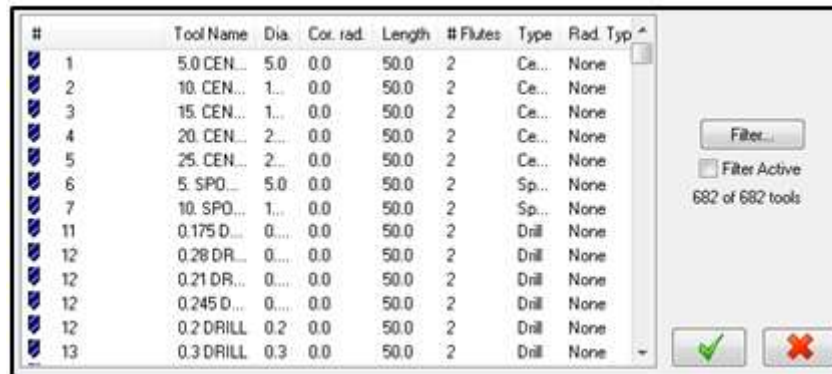 # Tool Name Dia. Cor. rad. Length # Flutes Type Rad. Typ
1 5.0 CEN... 5.0 0.0 50.0 2 Ce... None
2 10. CEN... 1... 0.0 50.0 2 Ce... None
3 15. CEN... 1... 0.0 50.0 2 Ce... None
4 20. CEN... 2... 0.0 50.0 2 Ce... None
5 25. CEN... 2... 0.0 50.0 2 Ce... None
6 5. SPO... 5.0 0.0 50.0 2 Sp... None
7 10. SPO... 1... 0.0 50.0 2 Sp... None
11 0.175 D... 0.... 0.0 50.0 2 Drill None
12 0.28 DR... 0.... 0.0 50.0 2 Drill None
12 0.21 DR... 0.... 0.0 50.0 2 Drill None
12 0.245 D... 0.... 0.0 50.0 2 Drill None
12 0.2 DRILL 0.2 0.0 50.0 2 Drill None
13 0.3 DRILL 0.3 0.0 50.0 2 Drill None
Filter...
Filter Active
682 of 682 tools